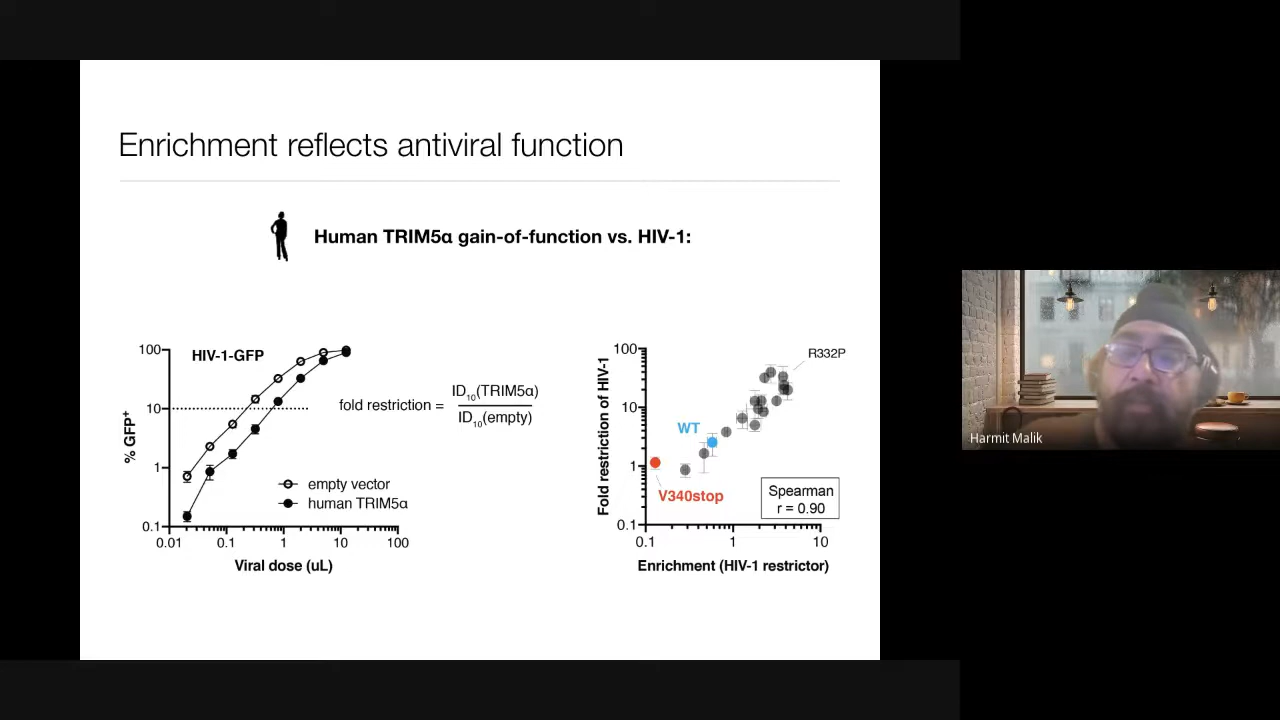 Enrichment reflects antiviral function
Human TRIM5α gain-of-function vs. HIV-1:
HIV-1-GFP
100
10
1
0.1
% GFP+
0.01
0.1
1
10
100
Viral dose (uL)
empty vector
human TRIM5α
fold restriction = ID10(TRIM5α)
ID10(empty)
Fold restriction of HIV-1
100
10
1
0.1
R332P
WT
V340stop
Spearman
r = 0.90
0.1
1
10
Enrichment (HIV-1 restrictor)
Harmit Malik